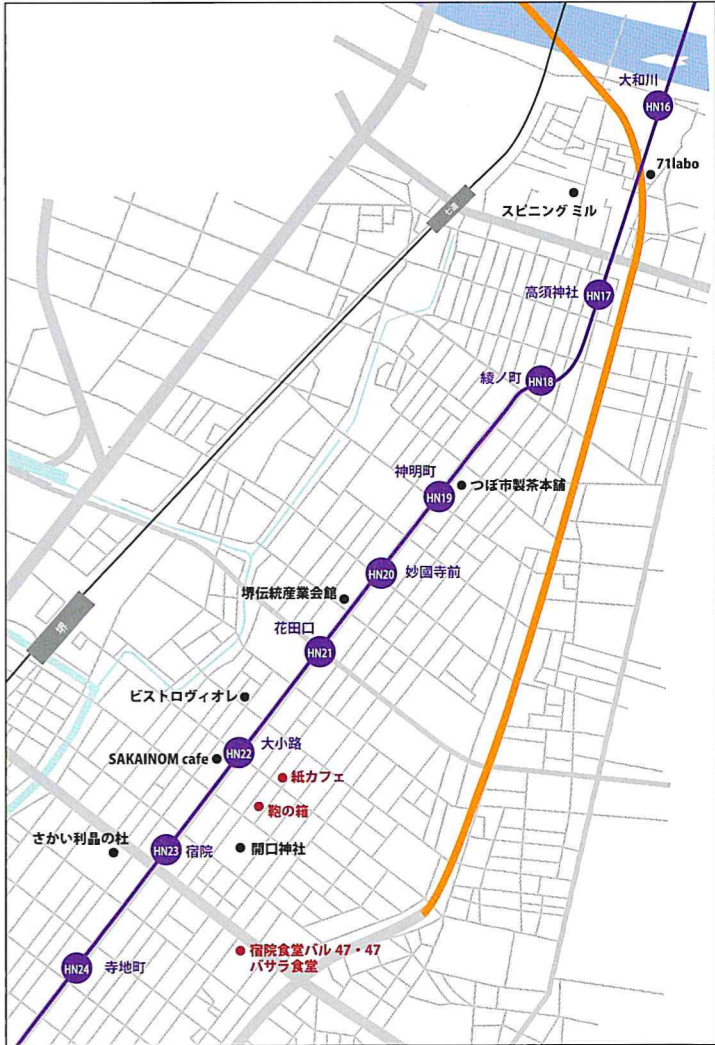 大和川
HN16
71labo
七道
スピニング ミル
高須神社
HN17
綾ノ町
HN18
神明町
HN19
つぼ市製茶本舗
HN20
妙國寺前
堺伝統産業会館
花田口
HN21
堺
ビストロヴィオレ
大小路
HN22
SAKAINOM cafe
紙カフェ
鞄の箱
さかい利晶の杜
HN23
宿院
開口神社
宿院食堂バル 47・47
バサラ食堂
HN24
寺地町